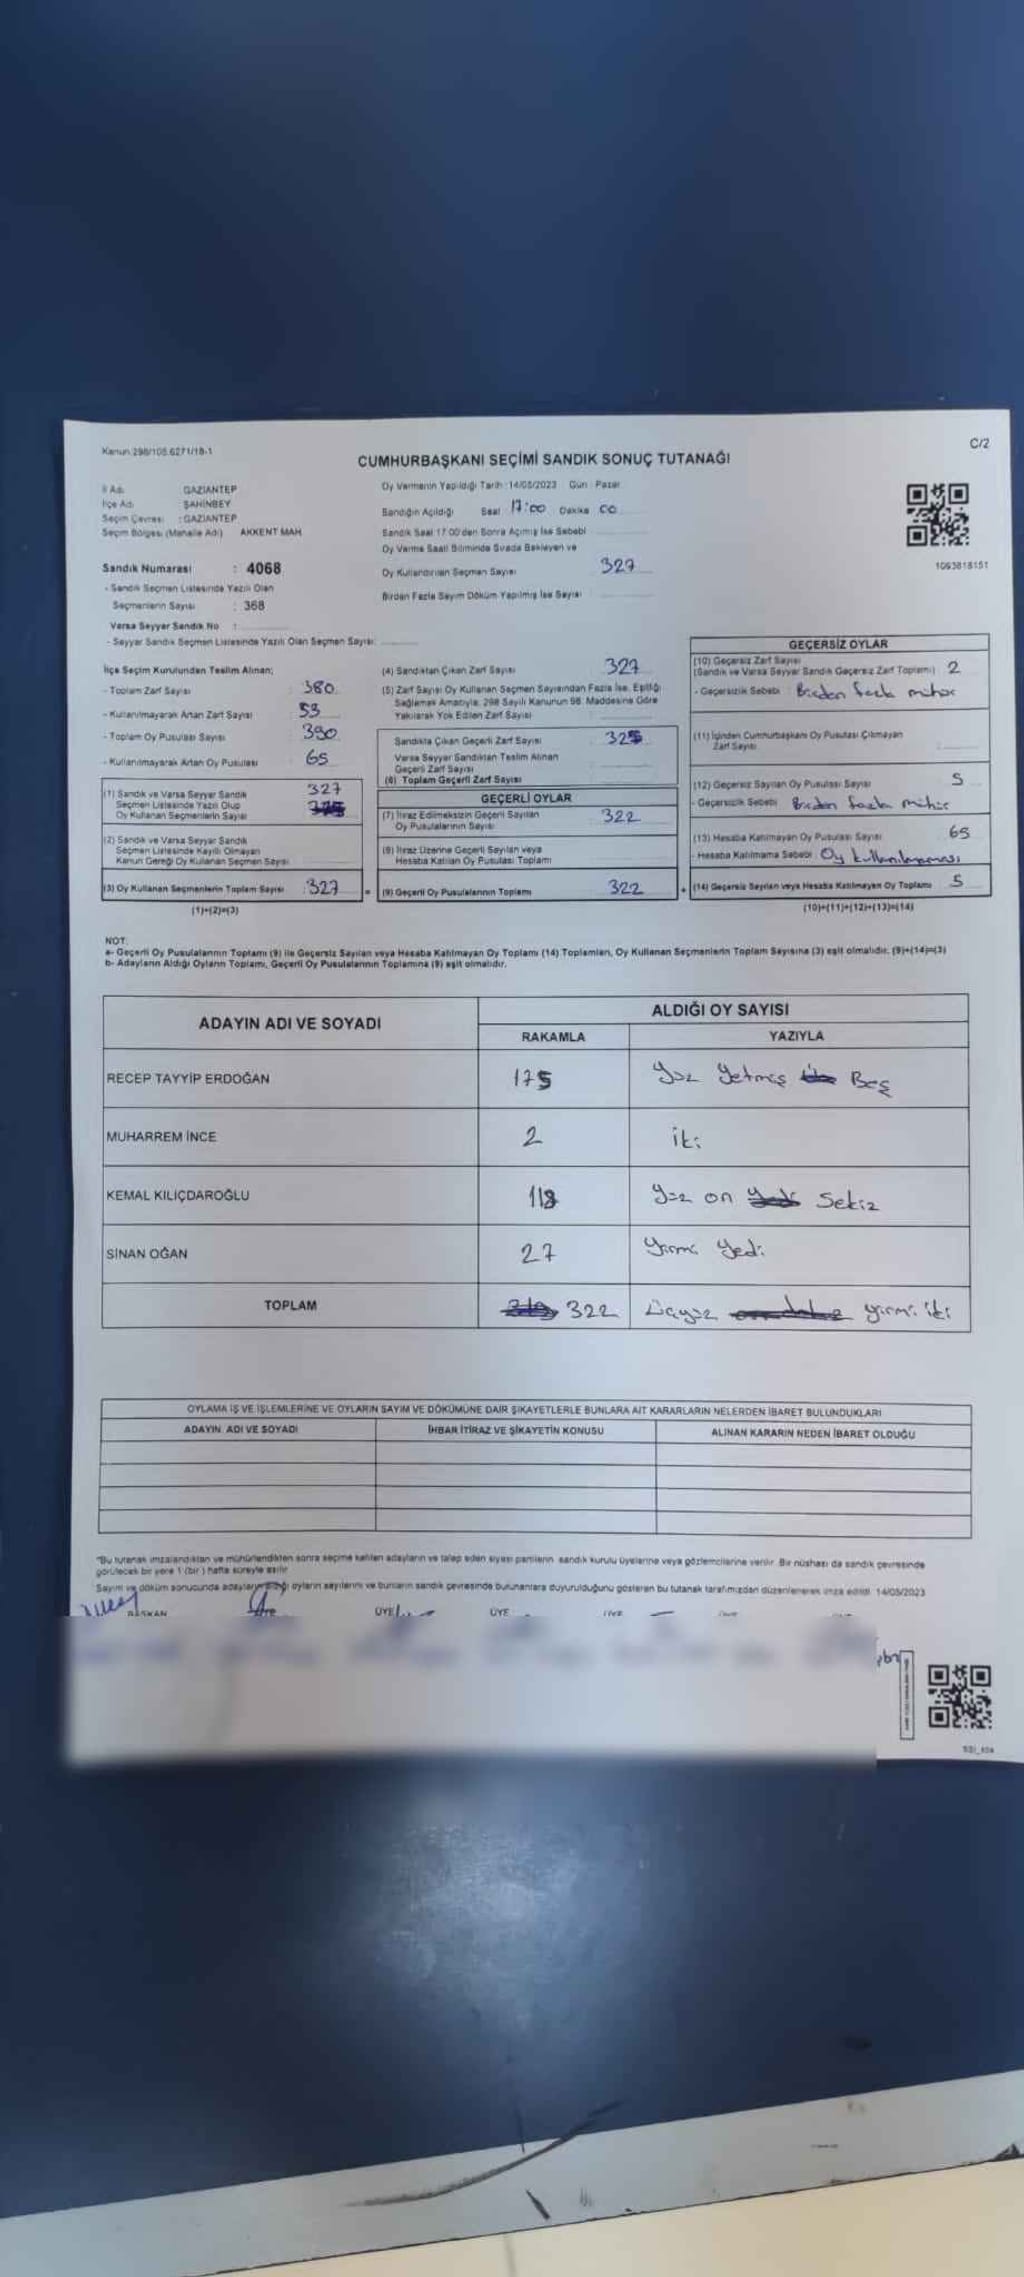 Kanun 298/105 6271/18-1
C/2
CUMHURBAŞKANI SEÇİMİ SANDIK SONUÇ TUTANAĞI
İl Adı GAZİANTEP
İlçe Adı ŞAHİNBEY
Seçim Çevresi : GAZİANTEP
Seçim Bölgesi (Mahalle Adı) AKKENT MAH.
Sandık Numarası : 4068
- Sandık Seçmen Listesinde Yazılı Olan
Seçmenlerin Sayısı : 368
Varsa Seyyar Sandık No :
- Seyyar Sandık Seçmen Listesinde Yazılı Olan Seçmen Sayısı:
Oy Vermenin Yapıldığı Tarih : 14/05/2023 Gün : Pazar
Sandığın Açıldığı Saat 17:00 Dakika 00
Sandık Saat 17:00'den Sonra Açılmış İse Sebebi
Oy Verme Saati Bitiminde Sırada Bekleyen ve
Oy Kullandırılan Seçmen Sayısı 327
Birden Fazla Sayım Döküm Yapılmış İse Sayısı
1093818151
İlçe Seçim Kurulundan Teslim Alınan;
- Toplam Zarf Sayısı : 380
- Kullanılmayarak Artan Zarf Sayısı : 53
- Toplam Oy Pusulası Sayısı : 390
- Kullanılmayarak Artan Oy Pusulası : 65
(1) Sandık ve Varsa Seyyar Sandık
Seçmen Listesinde Yazılı Olup
Oy Kullanan Seçmenlerin Sayısı 327
(2) Sandık ve Varsa Seyyar Sandık
Seçmen Listesinde Kayıtlı Olmayan
Kanun Gereği Oy Kullanan Seçmen Sayısı
(3) Oy Kullanan Seçmenlerin Toplam Sayısı : 327
(1)+(2)=(3)
(4) Sandıktan Çıkan Zarf Sayısı 327
(5) Zarf Sayısı Oy Kullanan Seçmen Sayısından Fazla İse, Eşitliği
Sağlamak Amacıyla, 298 Sayılı Kanunun 98. Maddesine Göre
Yakılarak Yok Edilen Zarf Sayısı
Sandıkta Çıkan Geçerli Zarf Sayısı : 325
Varsa Seyyar Sandıktan Teslim Alınan
Geçerli Zarf Sayısı
(6) Toplam Geçerli Zarf Sayısı
GEÇERLİ OYLAR
(7) İtiraz Edilmeksizin Geçerli Sayılan
Oy Pusulalarının Sayısı 322
(8) İtiraz Üzerine Geçerli Sayılan veya
Hesaba Katılan Oy Pusulası Toplamı
= (9) Geçerli Oy Pusulalarının Toplamı 322
GEÇERSİZ OYLAR
(10) Geçersiz Zarf Sayısı
(Sandık ve Varsa Seyyar Sandık Geçersiz Zarf Toplamı) 2
- Geçersizlik Sebebi : Birden fazla mühür
(11) İçinden Cumhurbaşkanı Oy Pusulası Çıkmayan
Zarf Sayısı
(12) Geçersiz Sayılan Oy Pusulası Sayısı 5
- Geçersizlik Sebebi : Birden fazla mühür
(13) Hesaba Katılmayan Oy Pusulası Sayısı 65
- Hesaba Katılmama Sebebi : Oy kullanılmaması
+ (14) Geçersiz Sayılan veya Hesaba Katılmayan Oy Toplamı 5
(10)+(11)+(12)+(13)=(14)
NOT:
a- Geçerli Oy Pusulalarının Toplamı (9) ile Geçersiz Sayılan veya Hesaba Katılmayan Oy Toplamı (14) Toplamları, Oy Kullanan Seçmenlerin Toplam Sayısına (3) eşit olmalıdır. (9)+(14)=(3)
b- Adayların Aldığı Oyların Toplamı, Geçerli Oy Pusulalarının Toplamına (9) eşit olmalıdır.
ADAYIN ADI VE SOYADI
ALDIĞI OY SAYISI
RAKAMLA YAZIYLA
RECEP TAYYİP ERDOĞAN 175 Yüz Yetmiş Beş
MUHARREM İNCE 2 iki
KEMAL KILIÇDAROĞLU 118 Yüz on Sekiz
SİNAN OĞAN 27 Yirmi Yedi
TOPLAM 322 Üçyüz yirmi iki
OYLAMA İŞ VE İŞLEMLERİNE VE OYLARIN SAYIM VE DÖKÜMÜNE DAİR ŞİKAYETLERLE BUNLARA AİT KARARLARIN NELERDEN İBARET BULUNDUKLARI
ADAYIN ADI VE SOYADI İHBAR İTİRAZ VE ŞİKAYETİN KONUSU ALINAN KARARIN NEDEN İBARET OLDUĞU
*Bu tutanak imzalandıktan ve mühürlendikten sonra seçime katılan adayların ve talep eden siyasi partilerin sandık kurulu üyelerine veya gözlemcilerine verilir. Bir nüshası da sandık çevresinde
görülecek bir yere 1 (bir) hafta süreyle asılır
Sayım ve döküm sonucunda adayların aldığı oyların sayılarını ve bunların sandık çevresinde bulunanlara duyurulduğunu gösteren bu tutanak tarafımızdan düzenlenerek imza edildi. 14/05/2023
BAŞKAN ÜYE ÜYE ÜYE